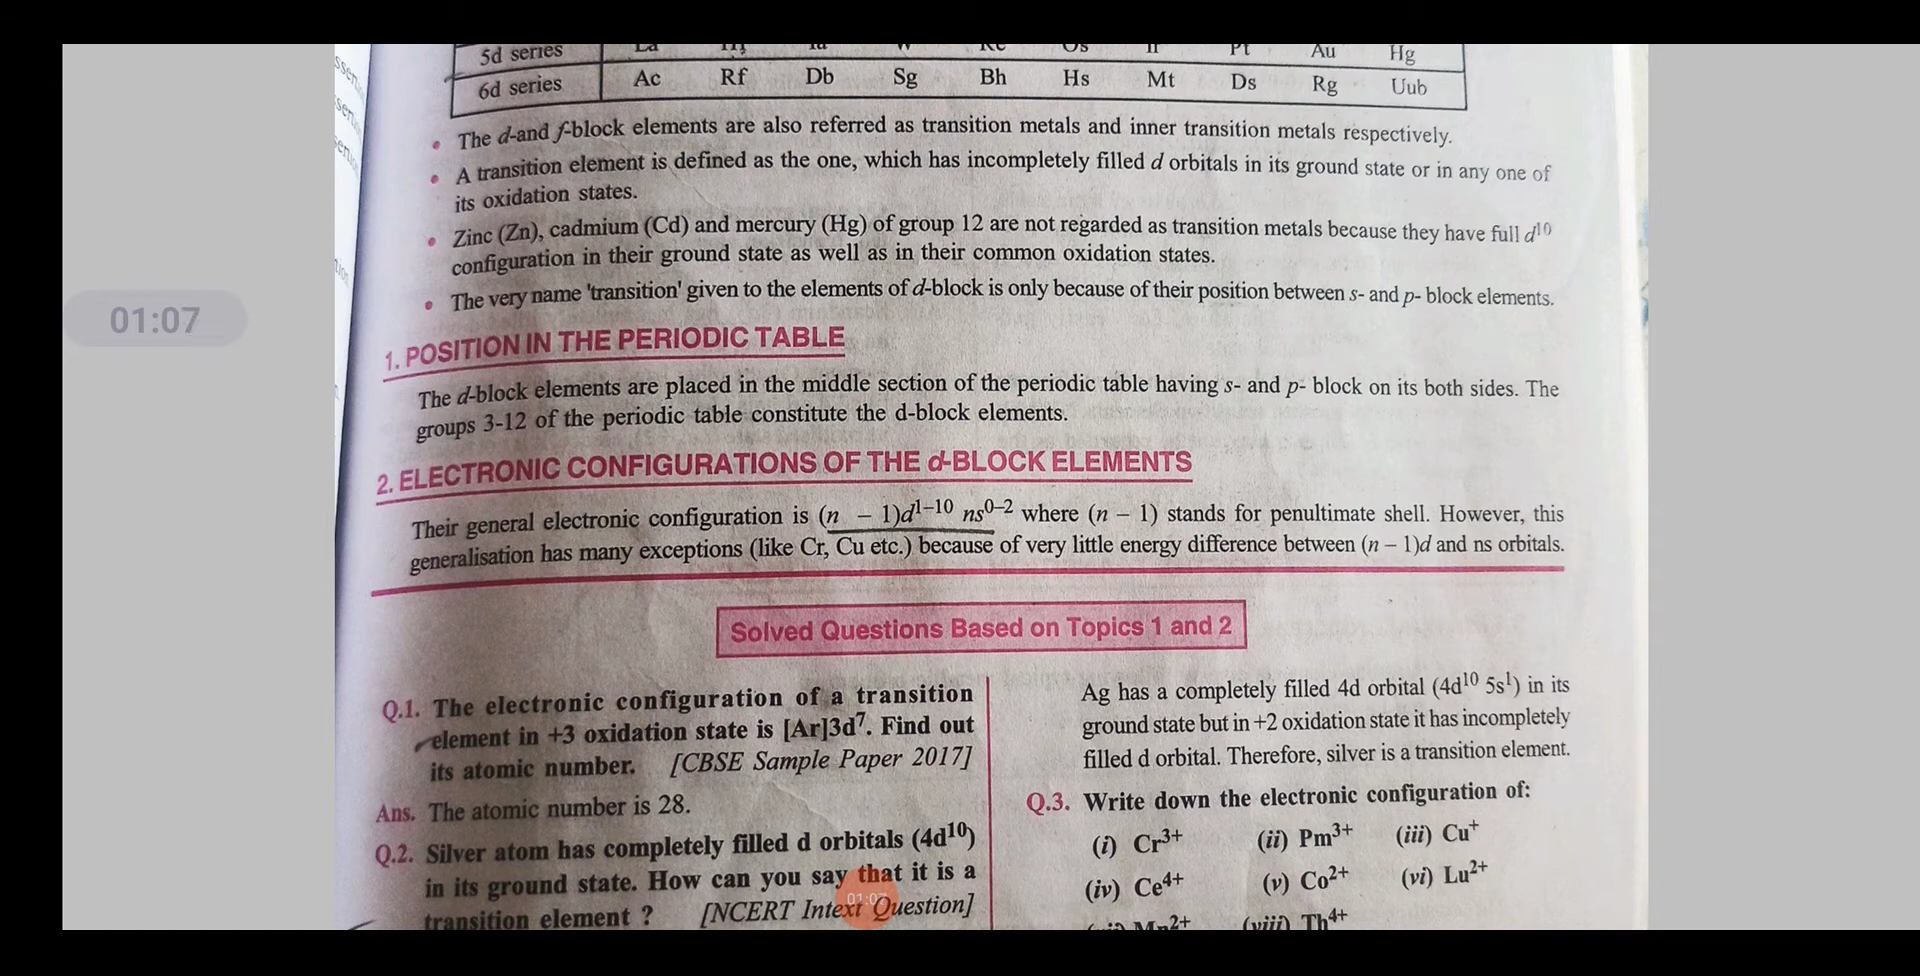 5d series La Ta W Re Os Ir Pt Au Hg
6d series Ac Rf Db Sg Bh Hs Mt Ds Rg Uub
• The d-and f-block elements are also referred as transition metals and inner transition metals respectively.
• A transition element is defined as the one, which has incompletely filled d orbitals in its ground state or in any one of
its oxidation states.
• Zinc (Zn), cadmium (Cd) and mercury (Hg) of group 12 are not regarded as transition metals because they have full d¹⁰
configuration in their ground state as well as in their common oxidation states.
• The very name 'transition' given to the elements of d-block is only because of their position between s- and p- block elements.
01:07
1. POSITION IN THE PERIODIC TABLE
The d-block elements are placed in the middle section of the periodic table having s- and p- block on its both sides. The
groups 3-12 of the periodic table constitute the d-block elements.
2. ELECTRONIC CONFIGURATIONS OF THE d-BLOCK ELEMENTS
Their general electronic configuration is (n – 1)d¹⁻¹⁰ ns⁰⁻² where (n – 1) stands for penultimate shell. However, this
generalisation has many exceptions (like Cr, Cu etc.) because of very little energy difference between (n – 1)d and ns orbitals.
Solved Questions Based on Topics 1 and 2
Q.1. The electronic configuration of a transition
element in +3 oxidation state is [Ar]3d⁷. Find out
its atomic number. [CBSE Sample Paper 2017]
Ans. The atomic number is 28.
Q.2. Silver atom has completely filled d orbitals (4d¹⁰)
in its ground state. How can you say that it is a
transition element ? [NCERT Intext Question]
01:07
Ag has a completely filled 4d orbital (4d¹⁰ 5s¹) in its
ground state but in +2 oxidation state it has incompletely
filled d orbital. Therefore, silver is a transition element.
Q.3. Write down the electronic configuration of:
(i) Cr³⁺ (ii) Pm³⁺ (iii) Cu⁺
(iv) Ce⁴⁺ (v) Co²⁺ (vi) Lu²⁺
Mn²⁺ (viii) Th⁴⁺